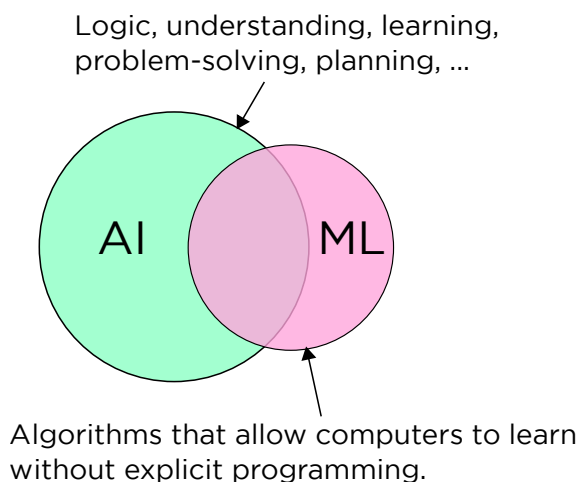 Logic, understanding, learning,
problem-solving, planning, ...
AI
ML
Algorithms that allow computers to learn
without explicit programming.